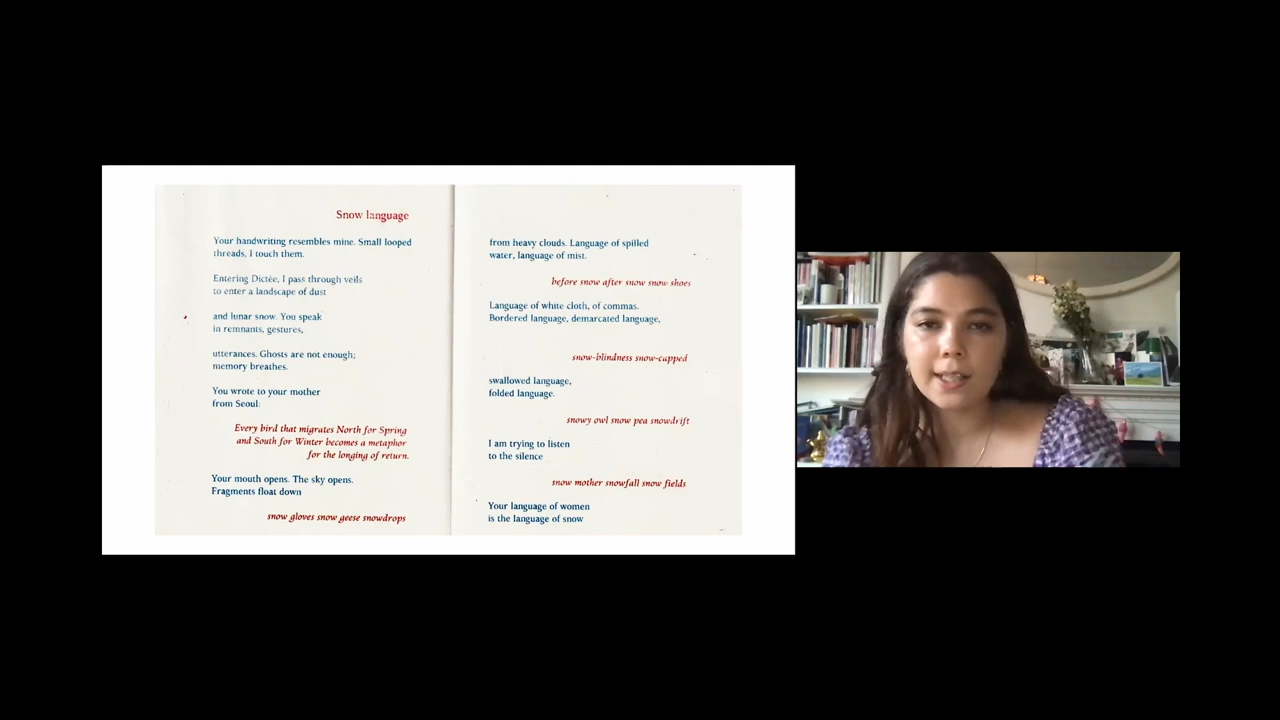 Snow language
Your handwriting resembles mine. Small looped
threads, I touch them.
Entering Dictée, I pass through veils
to enter a landscape of dust
and lunar snow. You speak
in remnants, gestures,
utterances. Ghosts are not enough;
memory breathes.
You wrote to your mother
from Seoul:
Every bird that migrates North for Spring
and South for Winter becomes a metaphor
for the longing of return.
Your mouth opens. The sky opens.
Fragments float down
snow gloves snow geese snowdrops
from heavy clouds. Language of spilled
water, language of mist.
before snow after snow snow shoes
Language of white cloth, of commas.
Bordered language, demarcated language,
snow-blindness snow-capped
swallowed language,
folded language.
snowy owl snow pea snowdrift
I am trying to listen
to the silence
snow mother snowfall snow fields
Your language of women
is the language of snow